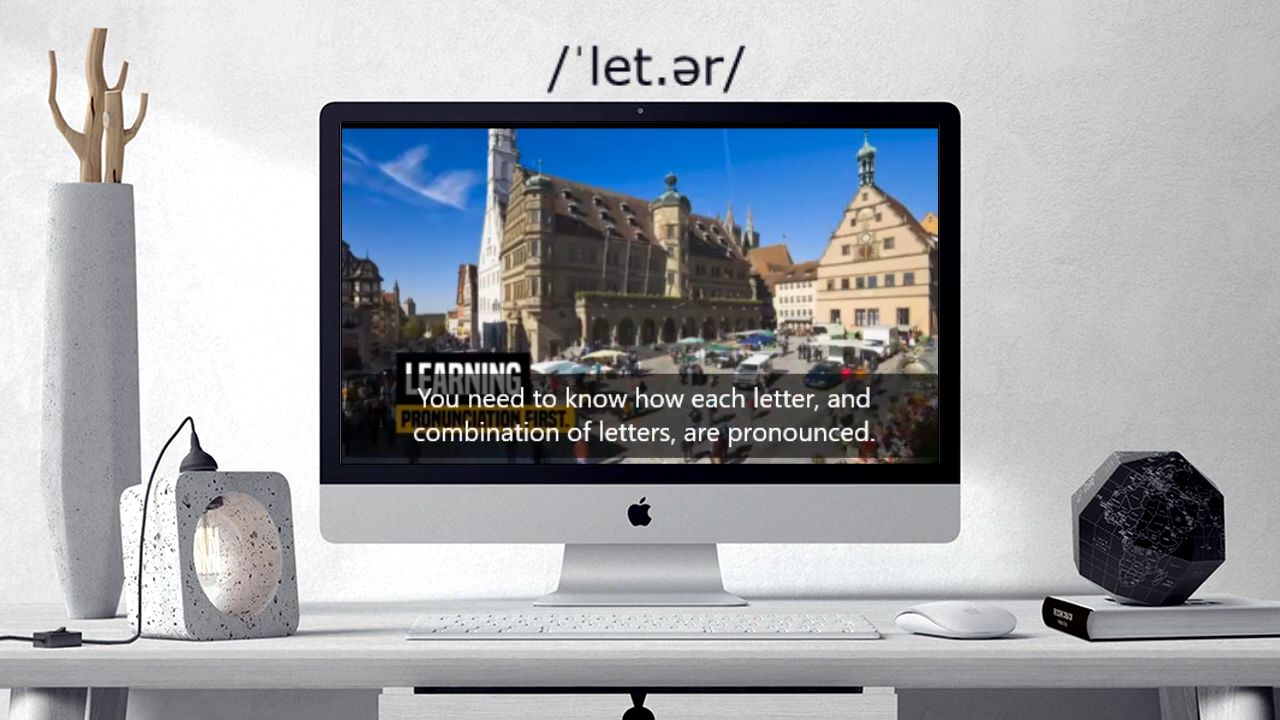 /ˈlet.ər/
LEARNING
PRONUNCIATION FIRST.
You need to know how each letter, and
combination of letters, are pronounced.